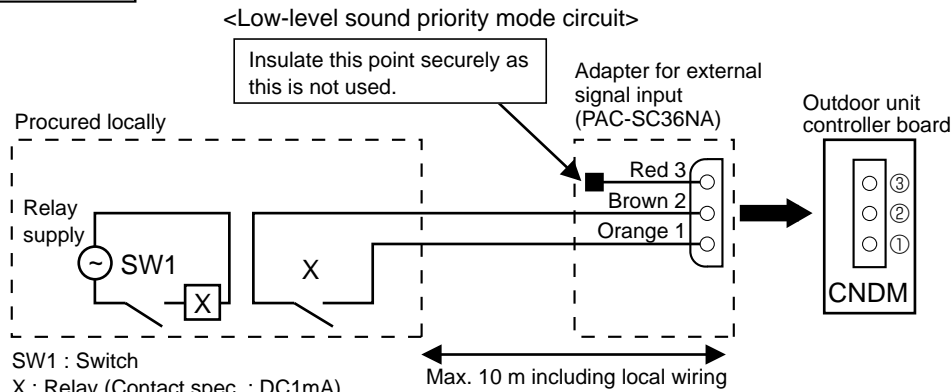 <Low-level sound priority mode circuit>
Insulate this point securely as
this is not used.
Adapter for external
signal input
(PAC-SC36NA)
Outdoor unit
controller board
Procured locally
Red 3
Brown 2
Orange 1
③
②
①
CNDM
Relay
supply
~
SW1
X
X
SW1 : Switch
X : Relay (Contact spec. : DC1mA)
Max. 10 m including local wiring